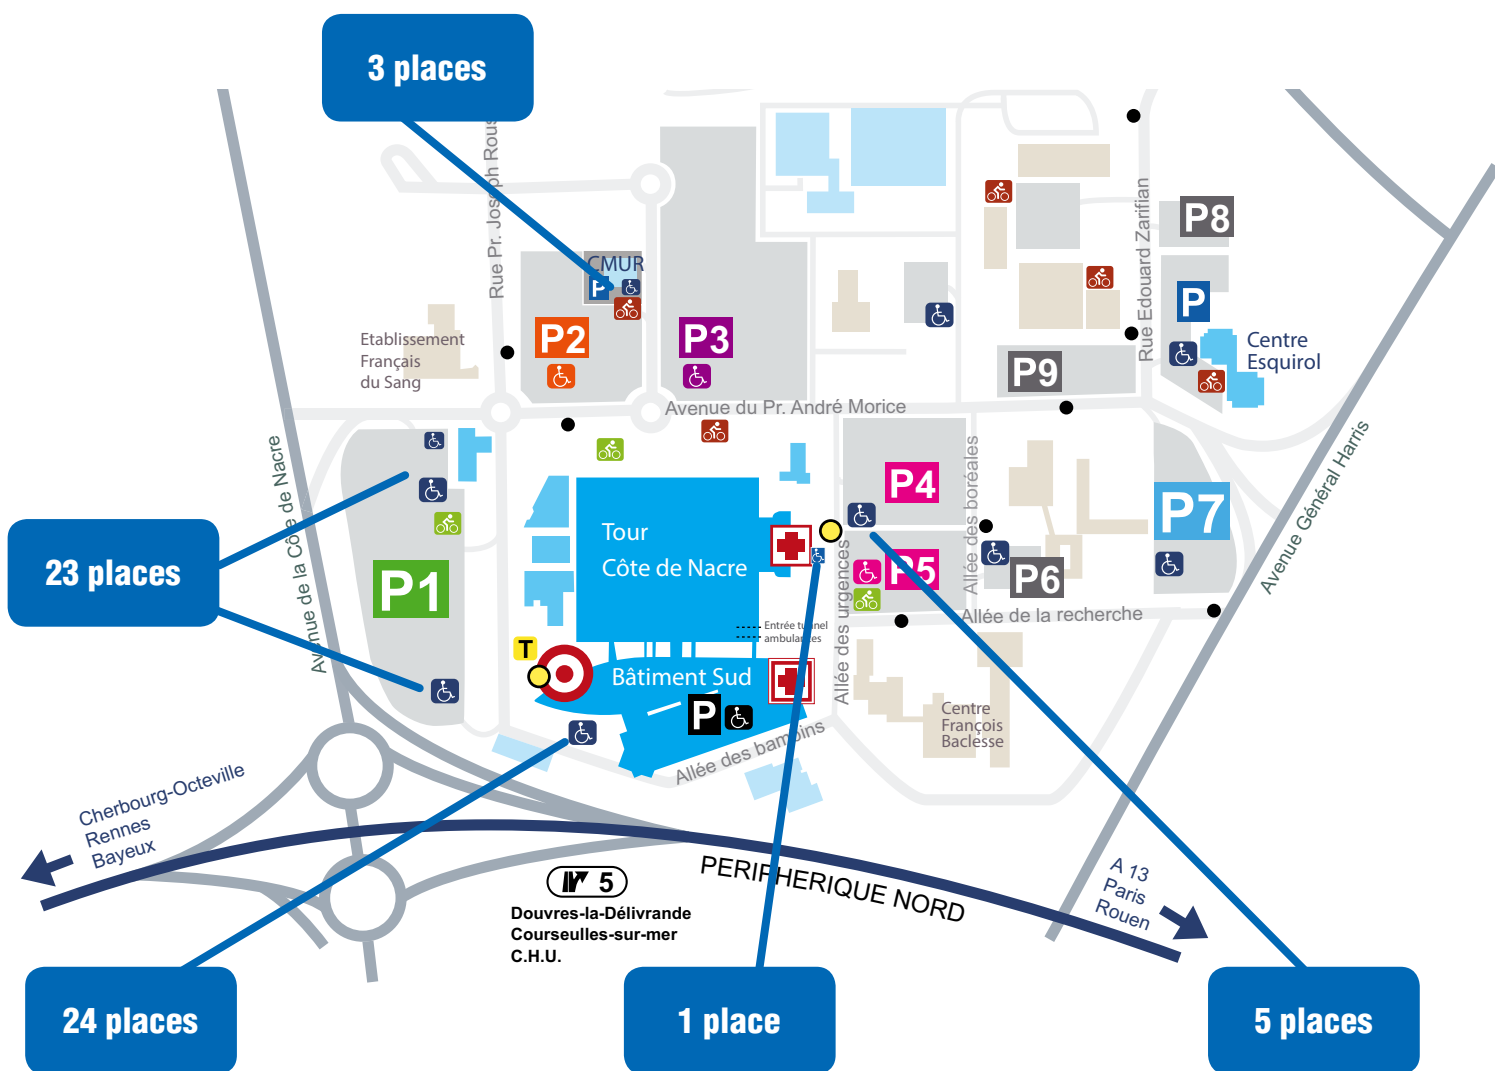 3 places
Rue Pr. Joseph Rous
CMUR
P
P2
P3
Etablissement
Français
du Sang
Avenue du Pr. André Morice
Rue Edouard Zarifian
P8
P
Centre
Esquirol
P9
Avenue de la Côte de Nacre
23 places
P1
Tour
Côte de Nacre
Entrée tunnel
ambulances
T
Bâtiment Sud
P
Allée des bambins
Allée des urgences
P4
P5
Allée des boréales
P6
P7
Allée de la recherche
Avenue Général Harris
Centre
François
Baclesse
Cherbourg-Octeville
Rennes
Bayeux
5
Douvres-la-Délivrande
Courseulles-sur-mer
C.H.U.
PERIPHERIQUE NORD
A 13
Paris
Rouen
24 places
1 place
5 places